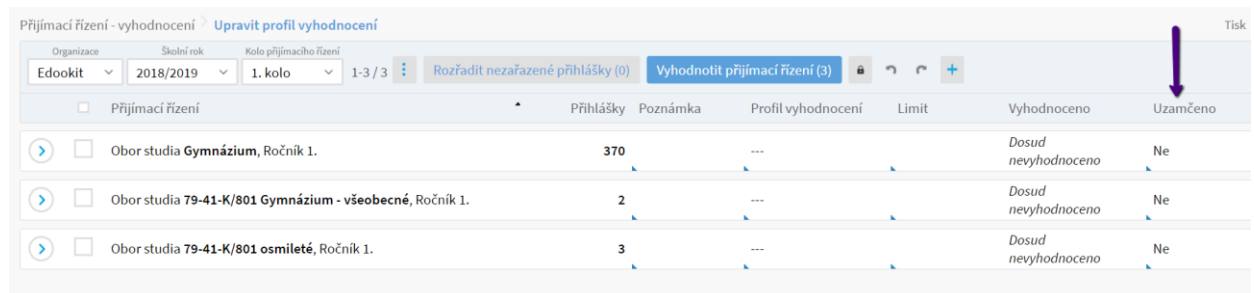 Přijímací řízení - vyhodnocení > Upravit profil vyhodnocení Tisk
Organizace Školní rok Kolo přijímacího řízení
Edookit 2018/2019 1. kolo 1-3 / 3 Rozřadit nezařazené přihlášky (0) Vyhodnotit přijímací řízení (3)
Přijímací řízení Přihlášky Poznámka Profil vyhodnocení Limit Vyhodnoceno Uzamčeno
Obor studia Gymnázium, Ročník 1. 370 --- Dosud nevyhodnoceno Ne
Obor studia 79-41-K/801 Gymnázium - všeobecné, Ročník 1. 2 --- Dosud nevyhodnoceno Ne
Obor studia 79-41-K/801 osmileté, Ročník 1. 3 --- Dosud nevyhodnoceno Ne